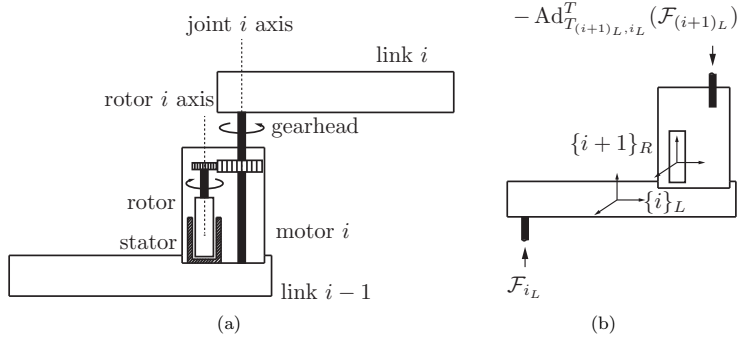 joint i axis
link i
rotor i axis
gearhead
rotor
stator
motor i
link i − 1
(a)
− Ad^T_{T_{(i+1)_L, i_L}} (F_{(i+1)_L})
{i + 1}_R
{i}_L
F_{i_L}
(b)